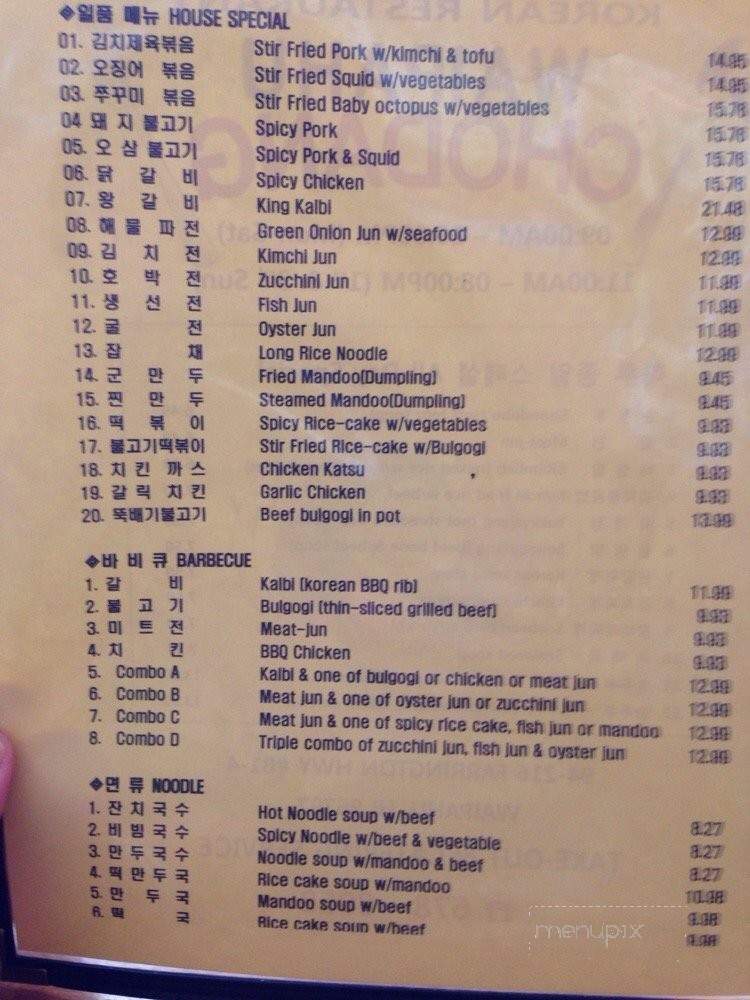 ◆일품 메뉴 HOUSE SPECIAL
01. 김치제육볶음 Stir Fried Pork w/kimchi & tofu 14.95
02. 오징어 볶음 Stir Fried Squid w/vegetables 14.95
03. 쭈꾸미 볶음 Stir Fried Baby octopus w/vegetables 15.78
04 돼 지 불고기 Spicy Pork 15.78
05. 오 삼 불고기 Spicy Pork & Squid 15.78
06. 닭 갈 비 Spicy Chicken 15.78
07. 왕 갈 비 King Kalbi 21.48
08. 해 물 파 전 Green Onion Jun w/seafood 12.99
09. 김 치 전 Kimchi Jun 12.99
10. 호 박 전 Zucchini Jun 11.99
11. 생 선 전 Fish Jun 11.99
12. 굴 전 Oyster Jun 11.99
13. 잡 채 Long Rice Noodle 12.99
14. 군 만 두 Fried Mandoo(Dumpling) 9.45
15. 찐 만 두 Steamed Mandoo(Dumpling) 9.45
16. 떡 볶 이 Spicy Rice-cake w/vegetables 9.93
17. 불고기떡볶이 Stir Fried Rice-cake w/Bulgogi 9.93
18. 치 킨 까 스 Chicken Katsu 9.93
19. 갈 릭 치 킨 Garlic Chicken 9.93
20. 뚝배기불고기 Beef bulgogi in pot 13.99
◆바 비 큐 BARBECUE
1. 갈 비 Kalbi (korean BBQ rib) 11.99
2. 불 고 기 Bulgogi (thin-sliced grilled beef) 9.93
3. 미 트 전 Meat-jun 9.93
4. 치 킨 BBQ Chicken 9.93
5. Combo A Kalbi & one of bulgogi or chicken or meat jun 12.99
6. Combo B Meat jun & one of oyster jun or zucchini jun 12.99
7. Combo C Meat jun & one of spicy rice cake, fish jun or mandoo 12.99
8. Combo D Triple combo of zucchini jun, fish jun & oyster jun 12.99
◆면 류 NOODLE
1. 잔 치 국 수 Hot Noodle soup w/beef 8.27
2. 비 빔 국 수 Spicy Noodle w/beef & vegetable 8.27
3. 만 두 국 수 Noodle soup w/mandoo & beef 8.27
4. 떡 만 두 국 Rice cake soup w/mandoo 10.98
5. 만 두 국 Mandoo soup w/beef 9.98
6. 떡 국 Rice cake soup w/beef 9.98
menupix